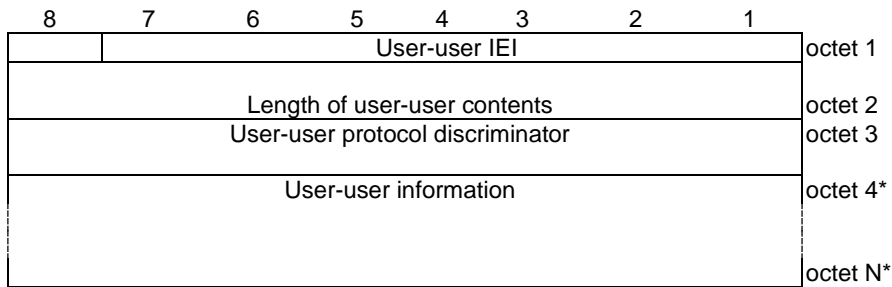 8 7 6 5 4 3 2 1
User-user IEI octet 1
Length of user-user contents octet 2
User-user protocol discriminator octet 3
User-user information octet 4*
octet N*